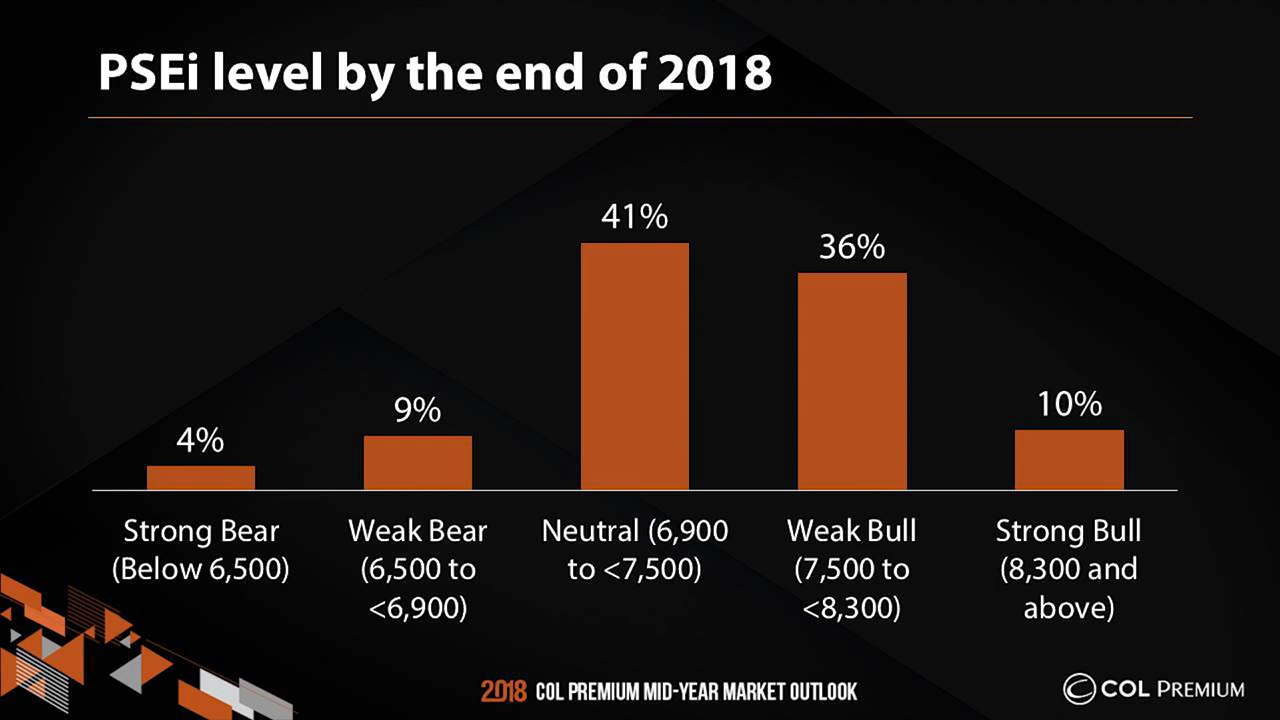 PSEi level by the end of 2018
41%
36%
10%
9%
4%
Strong Bear
(Below 6,500)
Weak Bear
(6,500 to
<6,900)
Neutral (6,900
to <7,500)
Weak Bull
(7,500 to
<8,300)
Strong Bull
(8,300 and
above)
2018 COL PREMIUM MID-YEAR MARKET OUTLOOK
COL PREMIUM